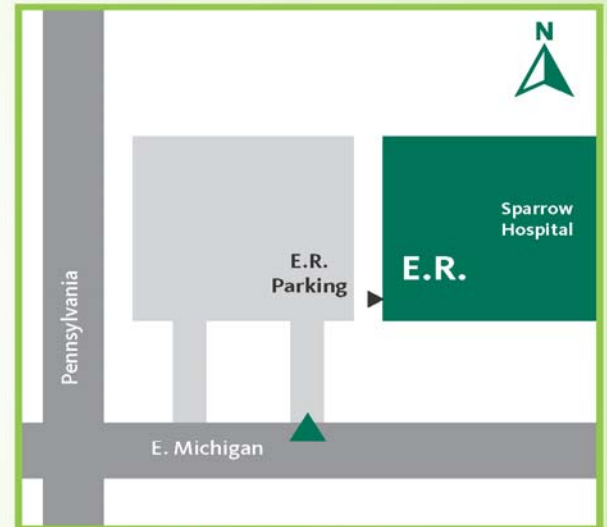 N
Sparrow
Hospital
E.R.
E.R.
Parking
Pennsylvania
E. Michigan